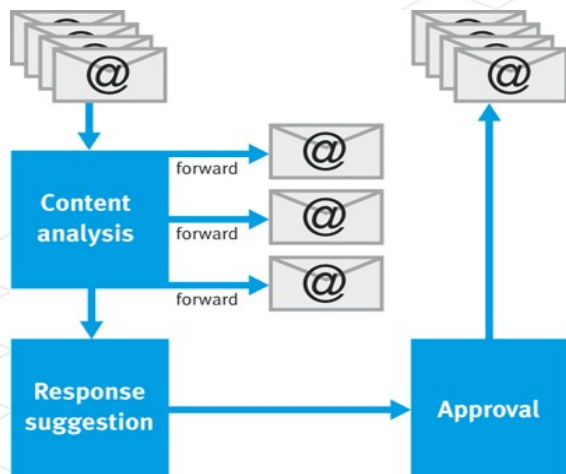 @
@
@
@
@
@
@
@
@
forward
Content
analysis
@
forward
@
forward
Response
suggestion
Approval